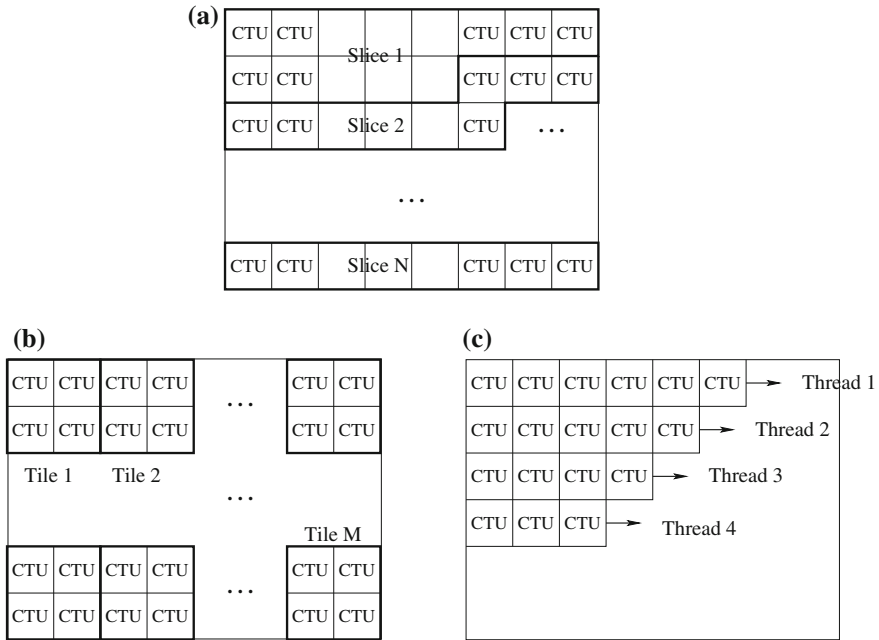 (a)
CTU CTU CTU CTU CTU
Slice 1
CTU CTU CTU CTU CTU
CTU CTU Slice 2 CTU ...
...
CTU CTU Slice N CTU CTU CTU
(b)
CTU CTU CTU CTU CTU CTU
...
CTU CTU CTU CTU CTU CTU
Tile 1 Tile 2
...
Tile M
CTU CTU CTU CTU CTU CTU
...
CTU CTU CTU CTU CTU CTU
(c)
CTU CTU CTU CTU CTU CTU Thread 1
CTU CTU CTU CTU CTU Thread 2
CTU CTU CTU CTU Thread 3
CTU CTU CTU Thread 4